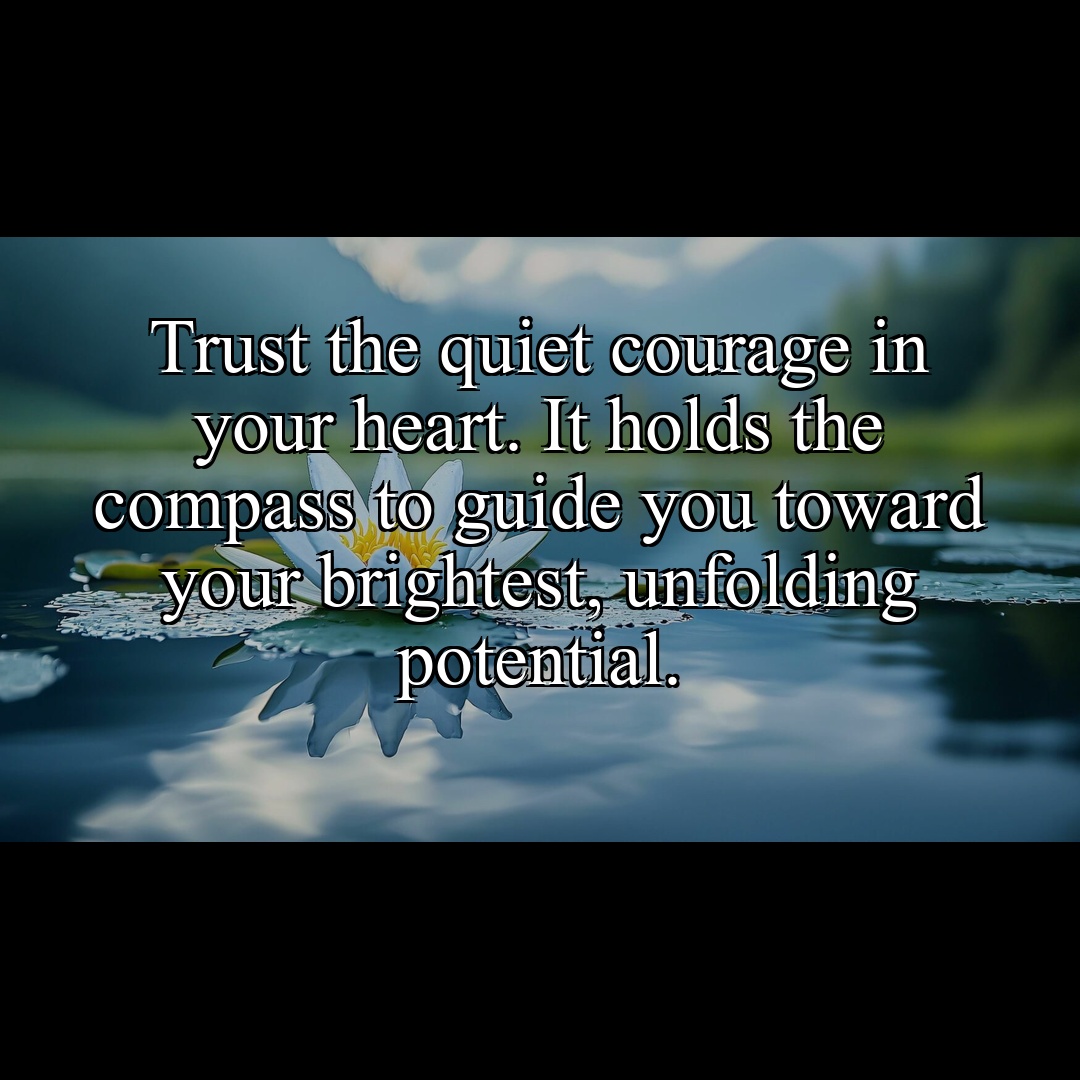 Trust the quiet courage in
your heart. It holds the
compass to guide you toward
your brightest, unfolding
potential.